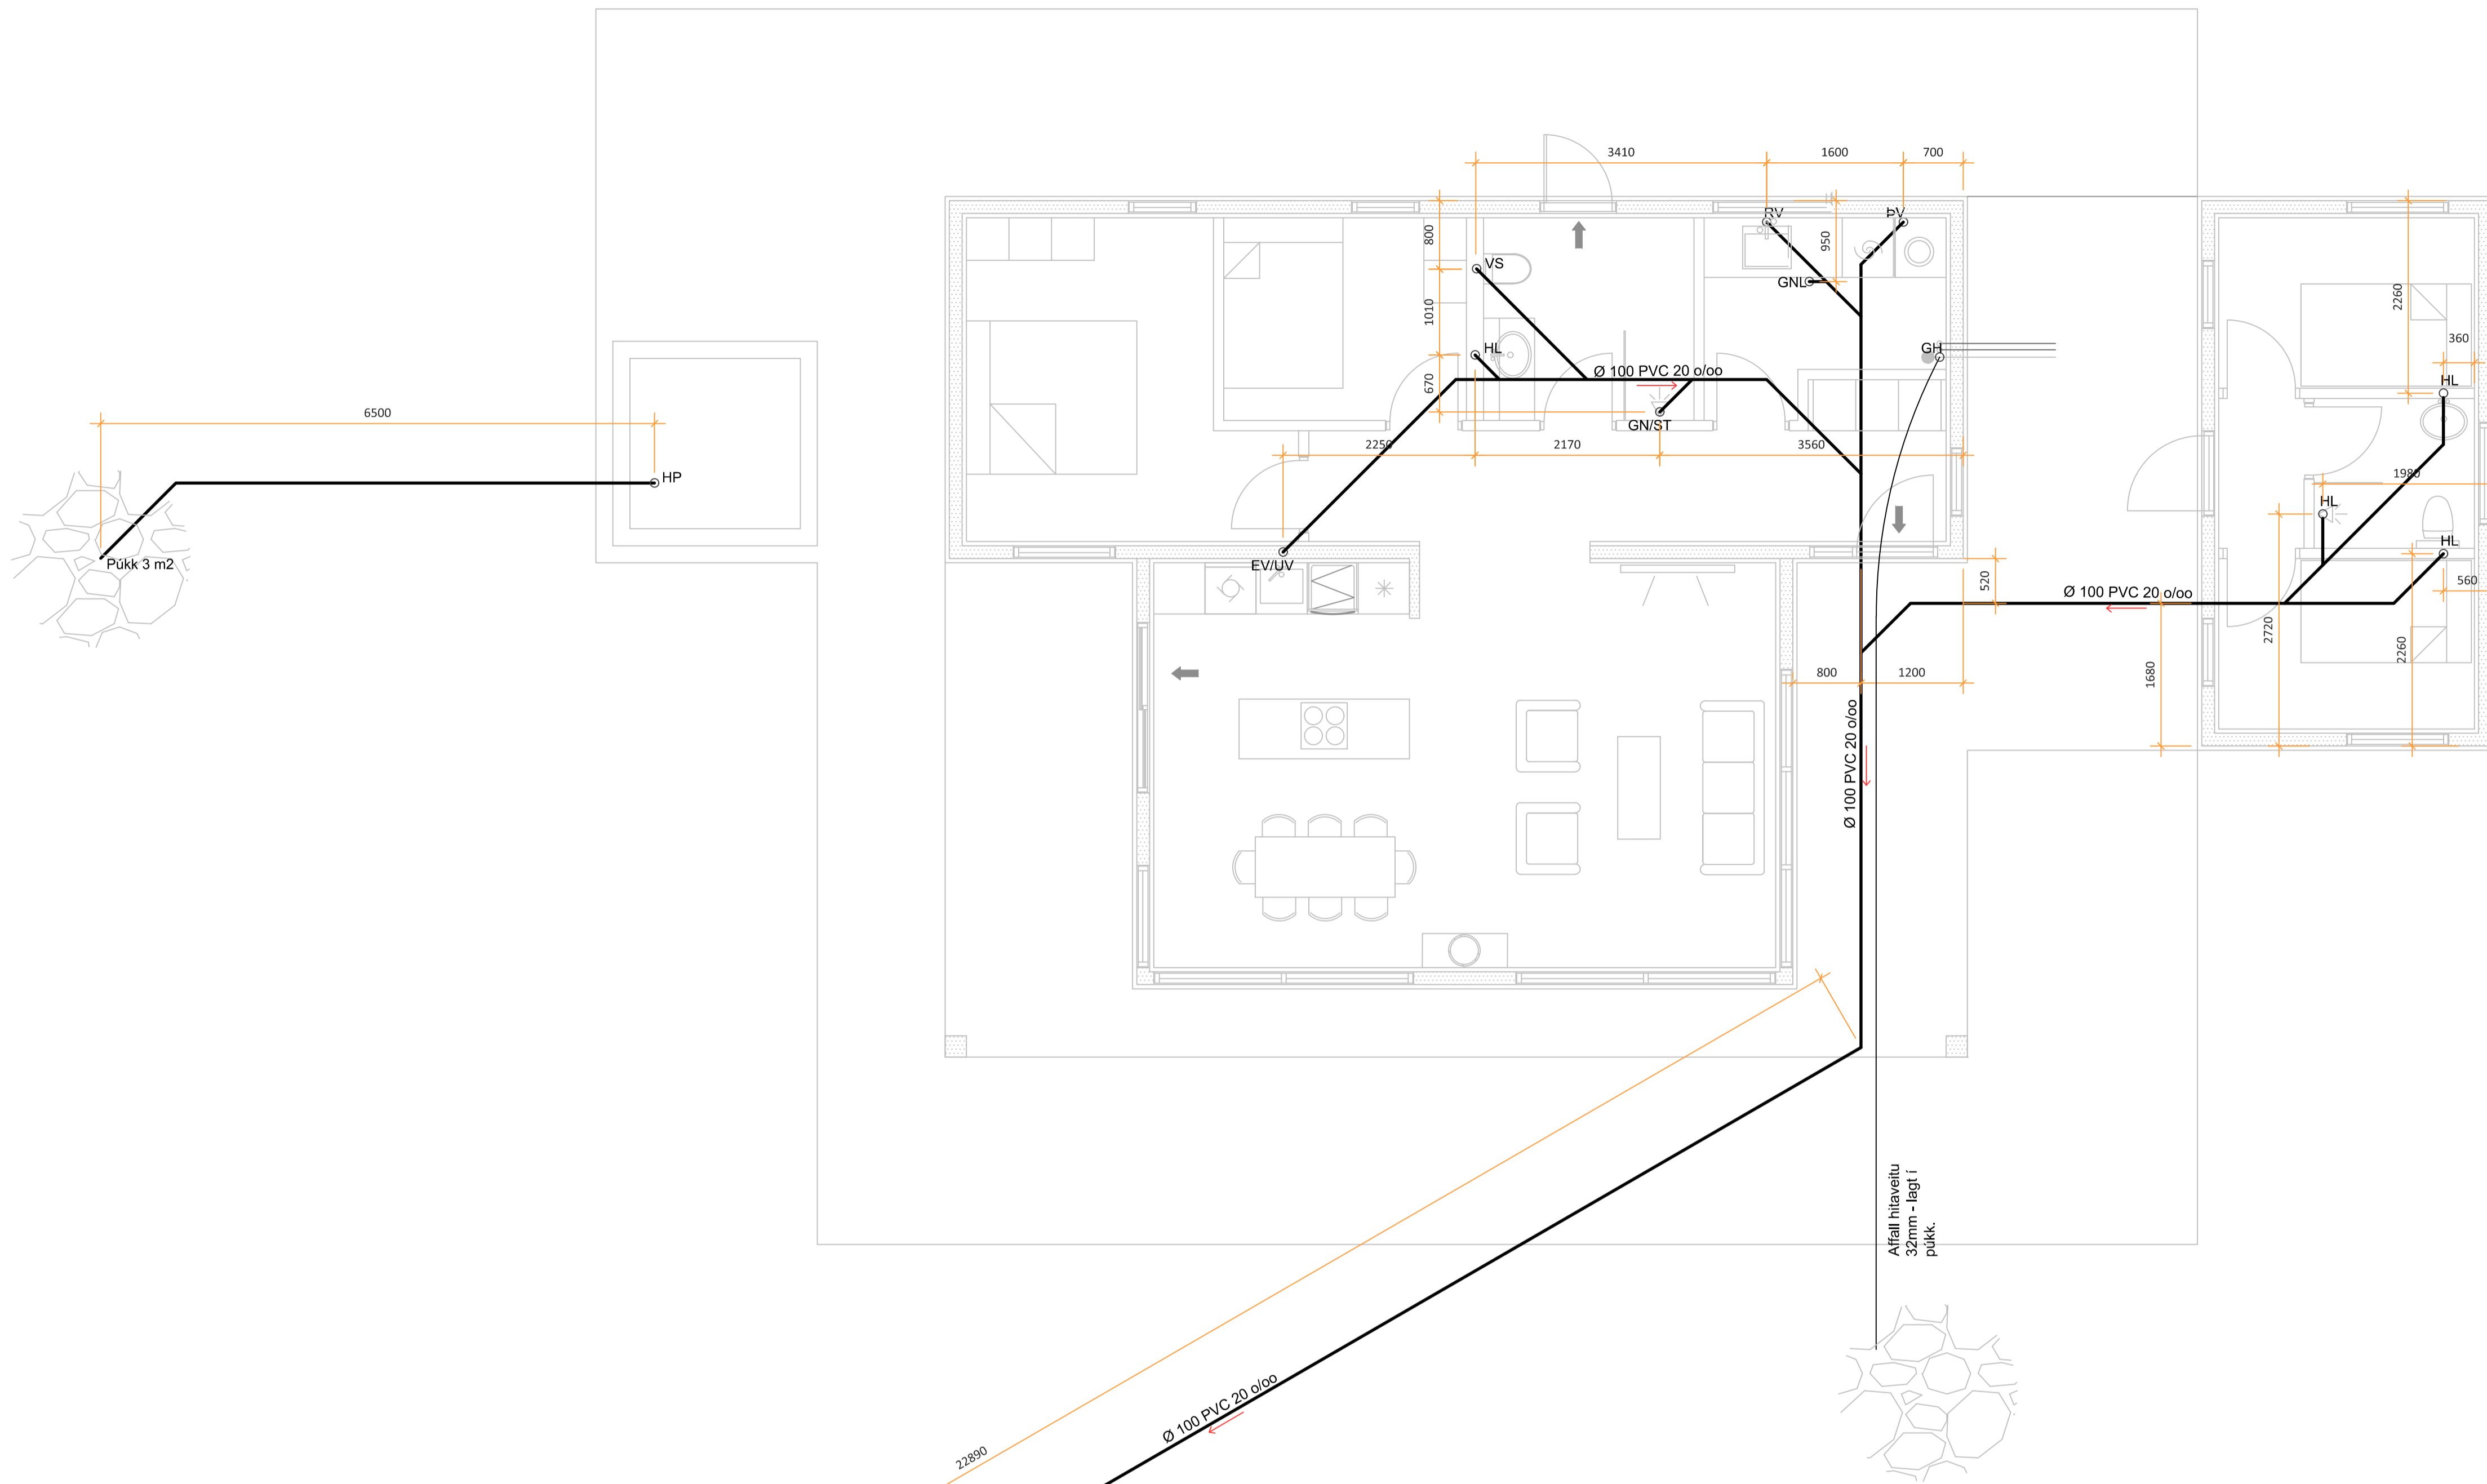 3410
1600
700
RV
PV
800
950
VS
GNL
2260
1010
360
HL
GH
Ø 100 PVC 20 o/oo
670
HL
6500
GN/ST
2250
2170
3560
1980
HP
HL
HL
Púkk 3 m2
EV/UV
520
560
Ø 100 PVC 20 o/oo
2720
2260
800
1200
1680
Ø 100 PVC 20 o/oo
Affall hitaveitu
32mm - lagt í
púkk.
Ø 100 PVC 20 o/oo
22890